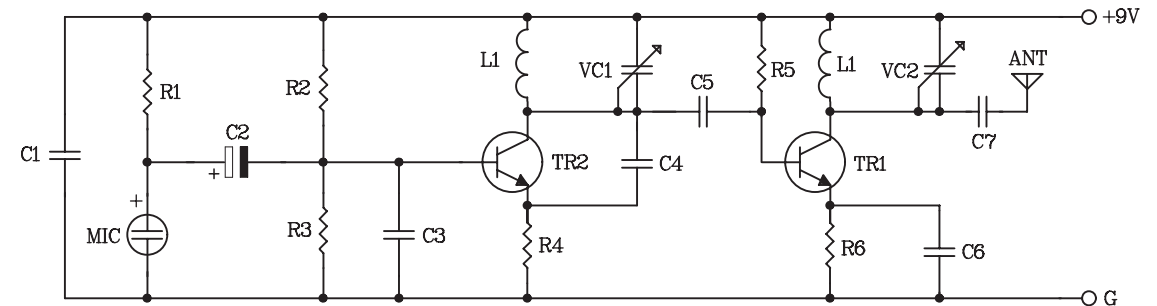 +9V
ANT
L1
VC1
R5
L1
VC2
R1
R2
C5
C2
C7
C1
+
TR2
C4
TR1
+
MIC
R3
C3
R4
R6
C6
G